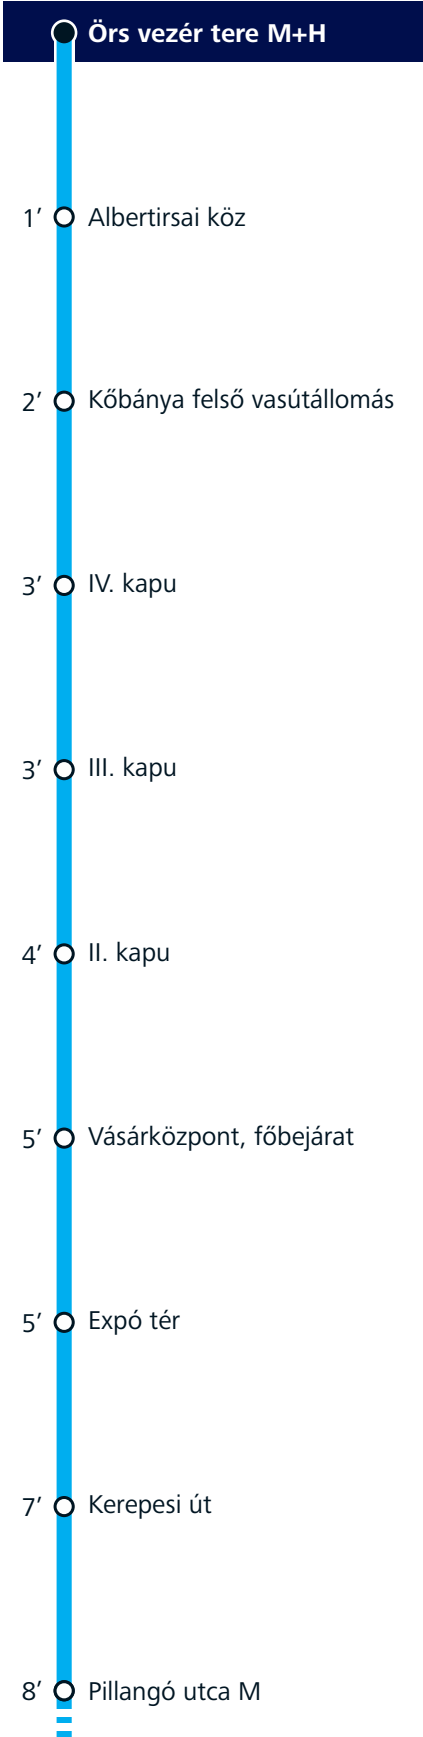 Örs vezér tere M+H
1’ Albertirsai köz
2’ Kőbánya felső vasútállomás
3’ IV. kapu
3’ III. kapu
4’ II. kapu
5’ Vásárközpont, főbejárat
5’ Expó tér
7’ Kerepesi út
8’ Pillangó utca M